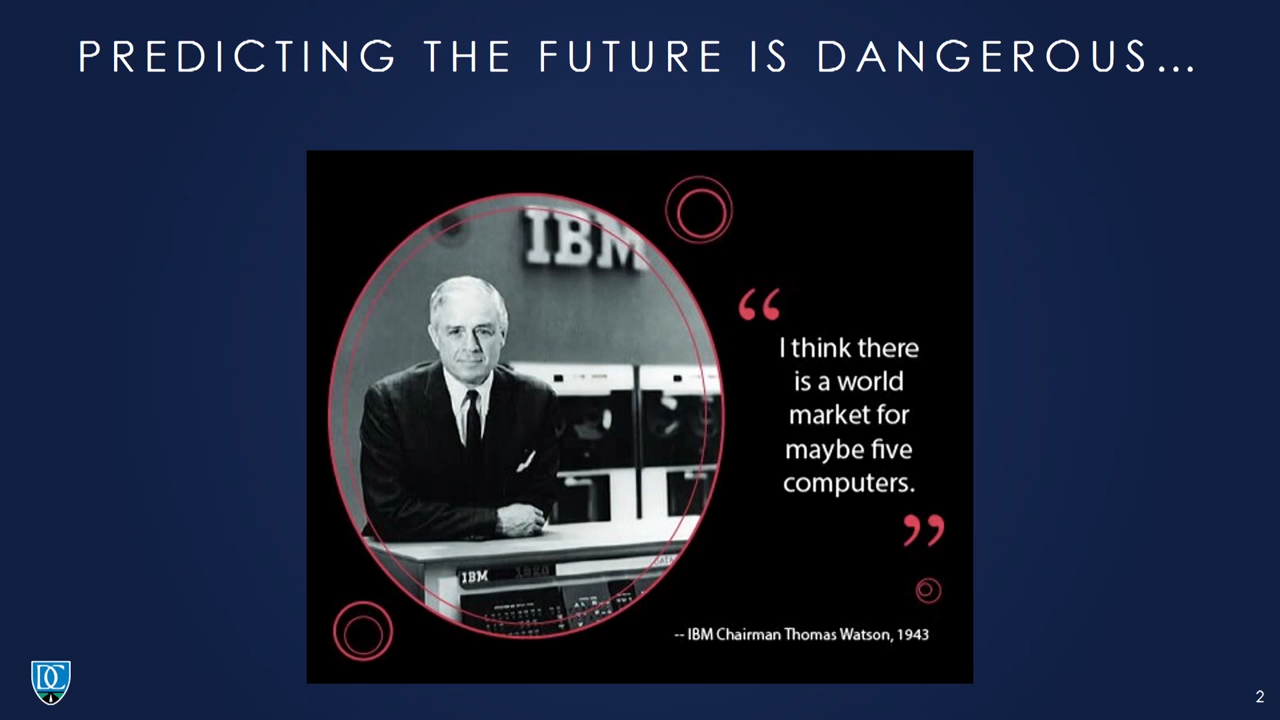 PREDICTING THE FUTURE IS DANGEROUS...
IBM
“
I think there
is a world
market for
maybe five
computers.
”
IBM
-- IBM Chairman Thomas Watson, 1943
DC
2